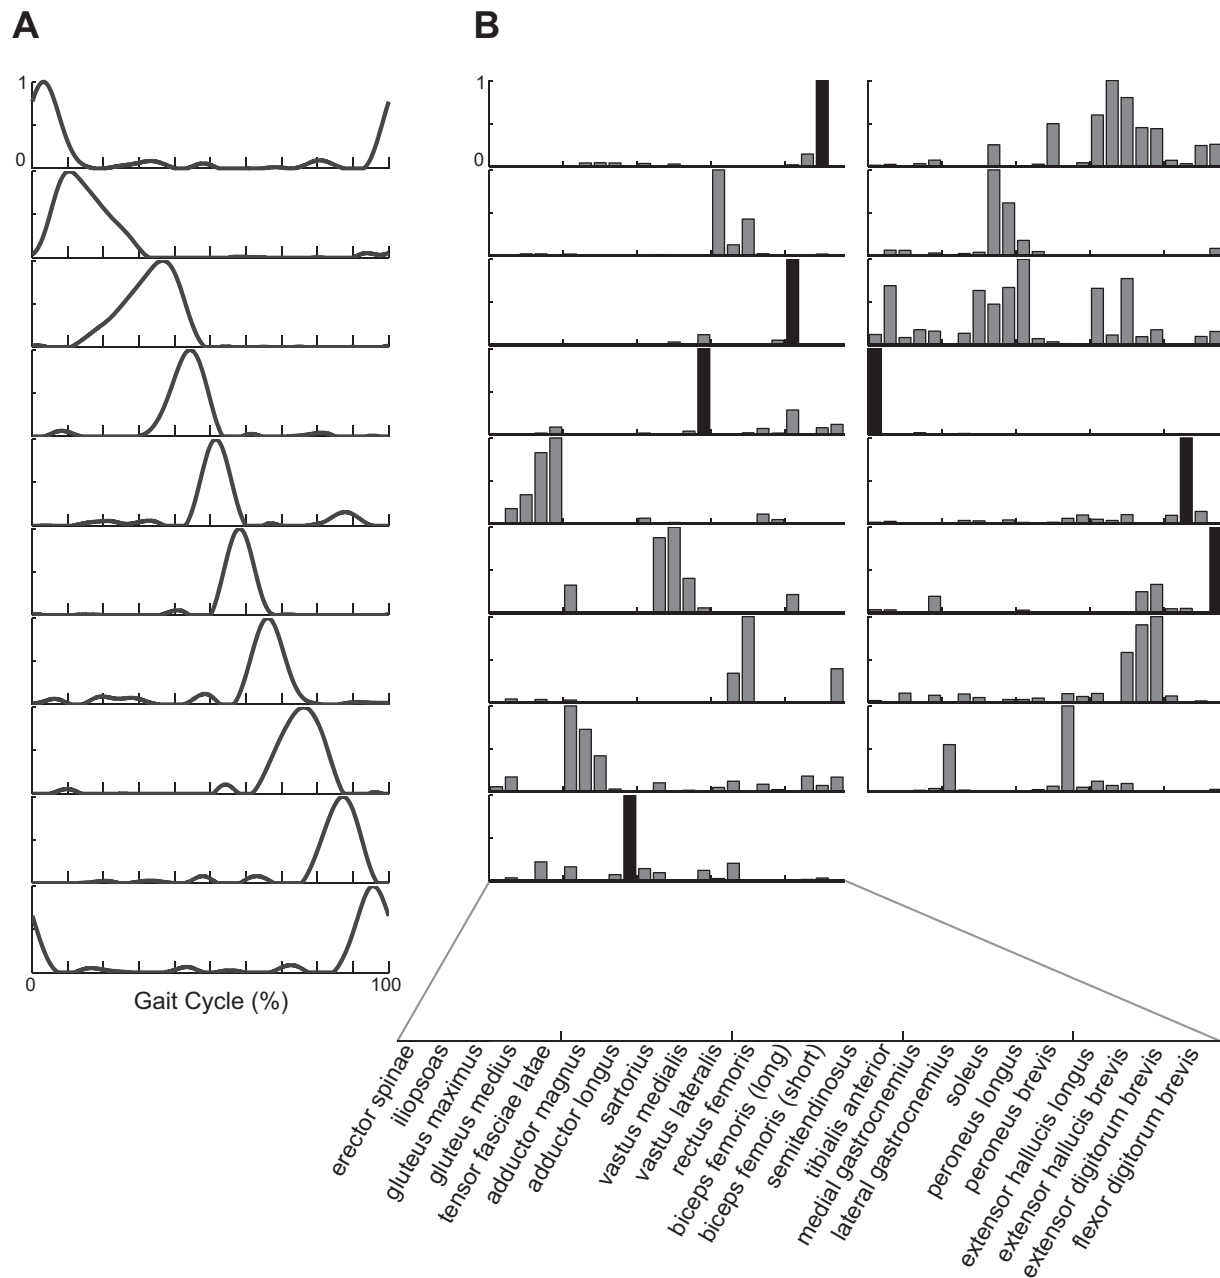 A
B
1
0
1
0
0
100
Gait Cycle (%)
erector spinae
iliopsoas
gluteus maximus
gluteus medius
tensor fasciae latae
adductor magnus
adductor longus
sartorius
vastus medialis
vastus lateralis
rectus femoris
biceps femoris (long)
biceps femoris (short)
semitendinosus
tibialis anterior
medial gastrocnemius
lateral gastrocnemius
soleus
peroneus longus
peroneus brevis
extensor hallucis longus
extensor hallucis brevis
extensor digitorum brevis
flexor digitorum brevis